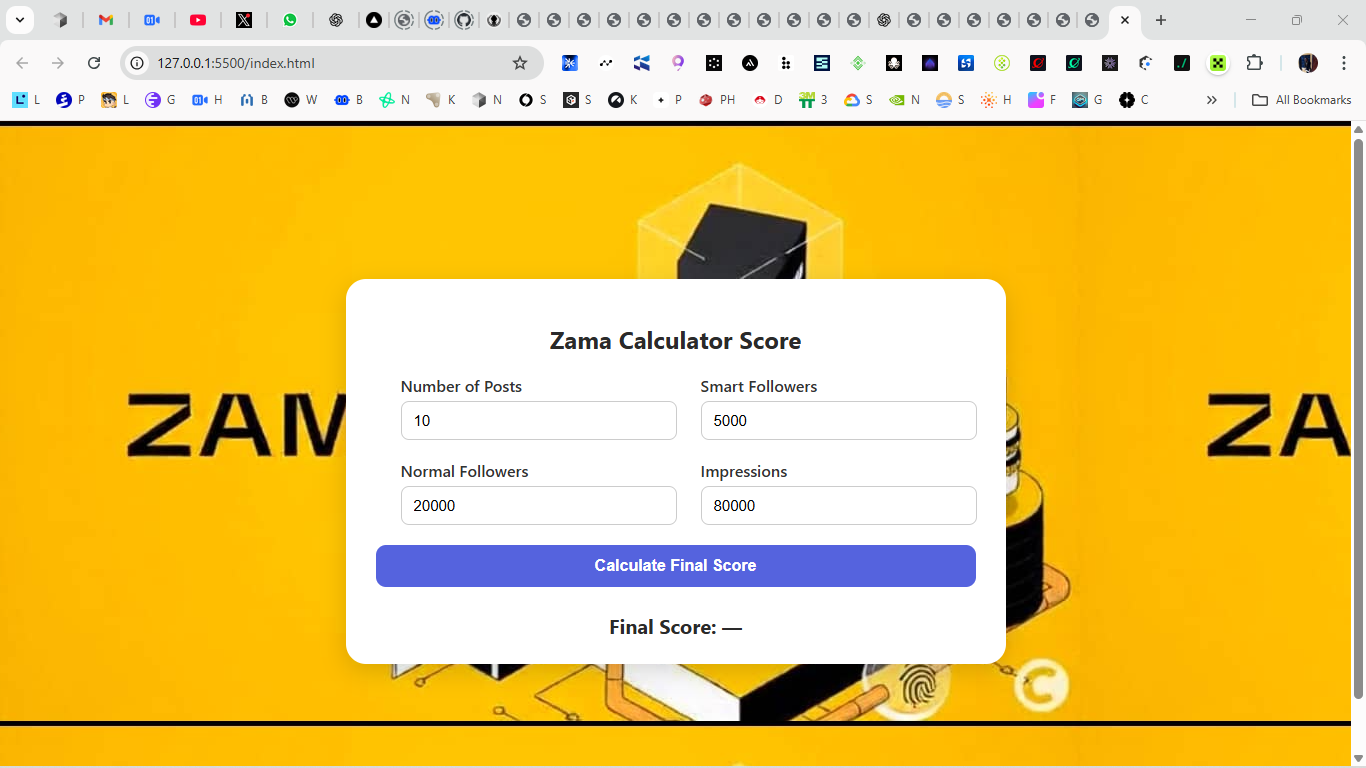 127.0.0.1:5500/index.html
L P L G H B W B N K N S S K P PH D 3 S N S H F G C » All Bookmarks
Zama Calculator Score
Number of Posts Smart Followers
10 5000
ZAM ZA
Normal Followers Impressions
20000 80000
Calculate Final Score
Final Score: —